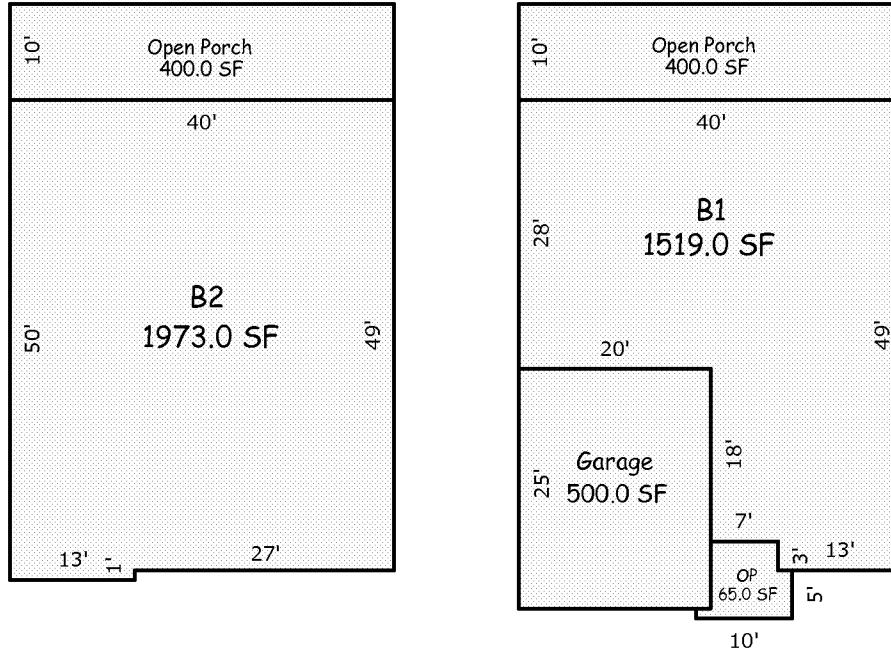 10'
Open Porch
400.0 SF
40'
B2
1973.0 SF
50'
49'
13'
1'
27'
10'
Open Porch
400.0 SF
40'
28'
B1
1519.0 SF
49'
20'
25'
Garage
500.0 SF
18'
7'
3'
13'
OP
65.0 SF
5'
10'